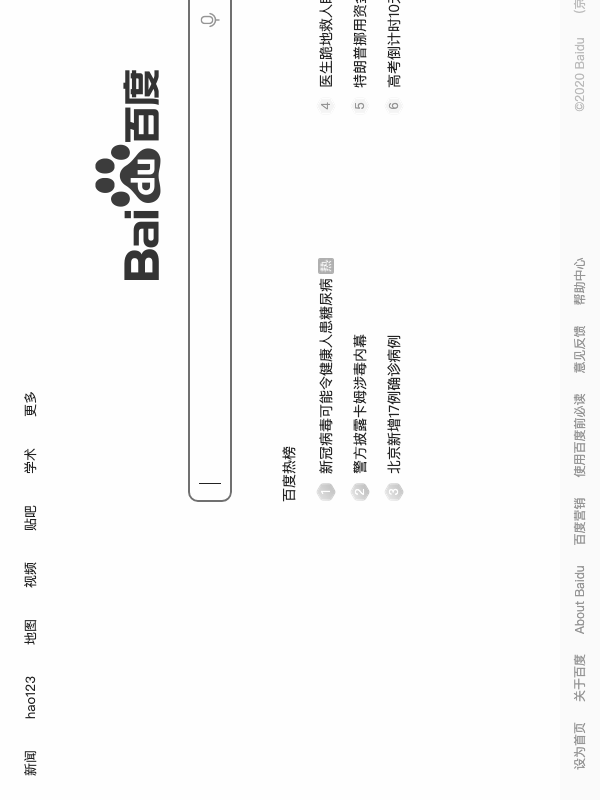 新闻 hao123 地图 视频 贴吧 学术 更多
Bai du 百度
百度热榜
1 新冠病毒可能令健康人患糖尿病 热
4 医生跪地救人
2 警方披露卡姆涉毒内幕
5 特朗普挪用资
3 北京新增17例确诊病例
6 高考倒计时10
设为首页 关于百度 About Baidu 百度营销 使用百度前必读 意见反馈 帮助中心 ©2020 Baidu (京